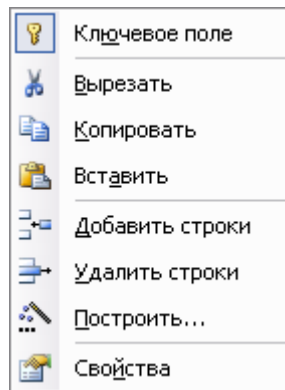 Ключевое поле
Вырезать
Копировать
Вставить
Добавить строки
Удалить строки
Построить...
Свойства